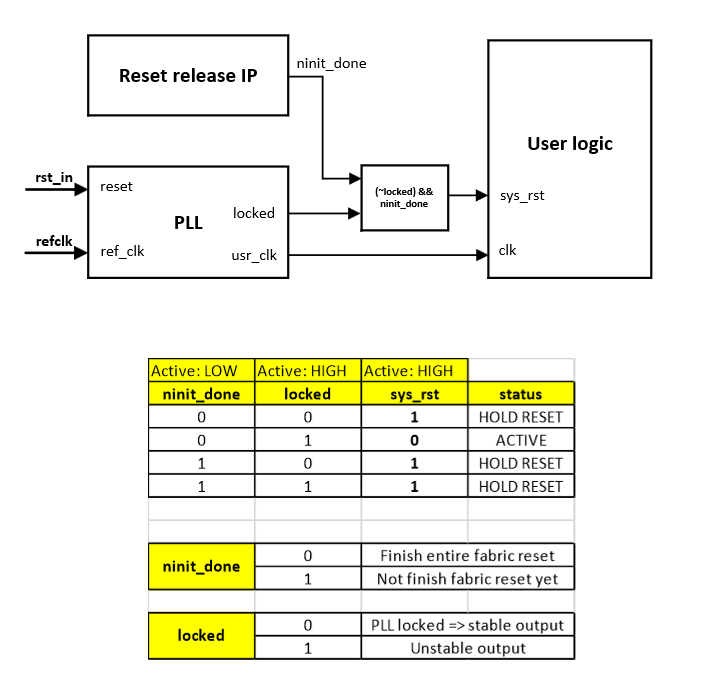 ninit_done
Reset release IP
User logic
rst_in
reset
(~locked) &&
ninit_done
sys_rst
locked
PLL
refclk
ref_clk
usr_clk
clk
Active: LOW Active: HIGH Active: HIGH
ninit_done locked sys_rst status
0 0 1 HOLD RESET
0 1 0 ACTIVE
1 0 1 HOLD RESET
1 1 1 HOLD RESET
ninit_done
0 Finish entire fabric reset
1 Not finish fabric reset yet
locked
0 PLL locked => stable output
1 Unstable output